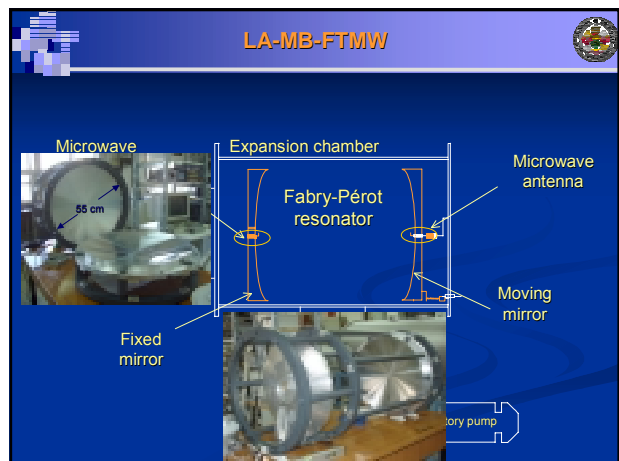 LA-MB-FTMW
Microwave
Expansion chamber
Microwave
antenna
55 cm
Fabry-Pérot
resonator
Moving
mirror
Fixed
mirror
tory pump